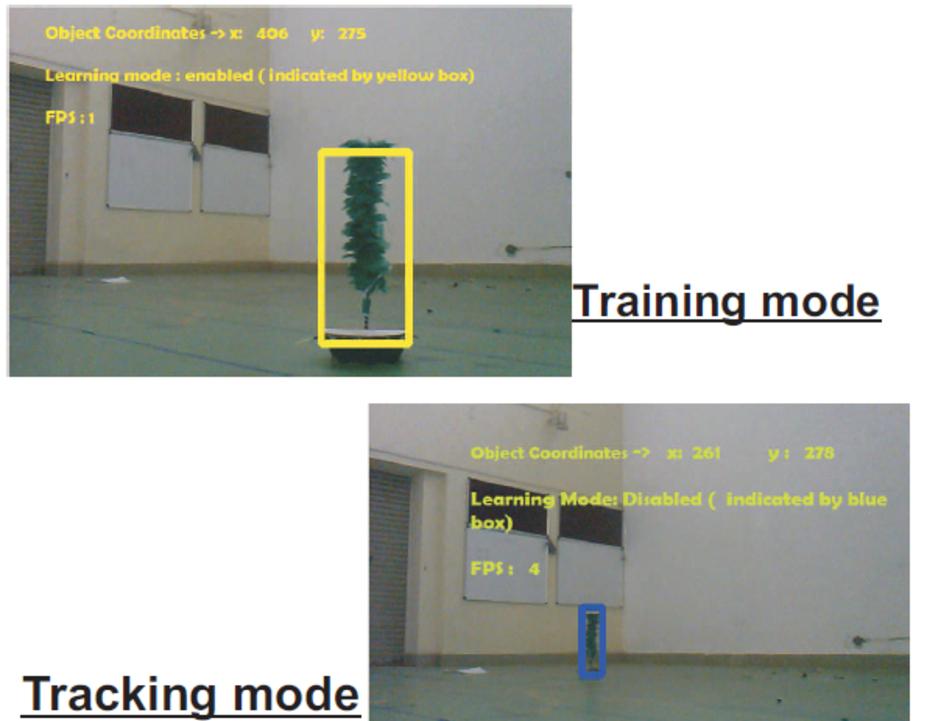 Object Coordinates -> x: 406 y: 275
Learning mode : enabled ( indicated by yellow box)
FPS : 1
Training mode
Object Coordinates -> x: 261 y : 278
Learning Mode: Disabled ( indicated by blue
box)
FPS : 4
Tracking mode